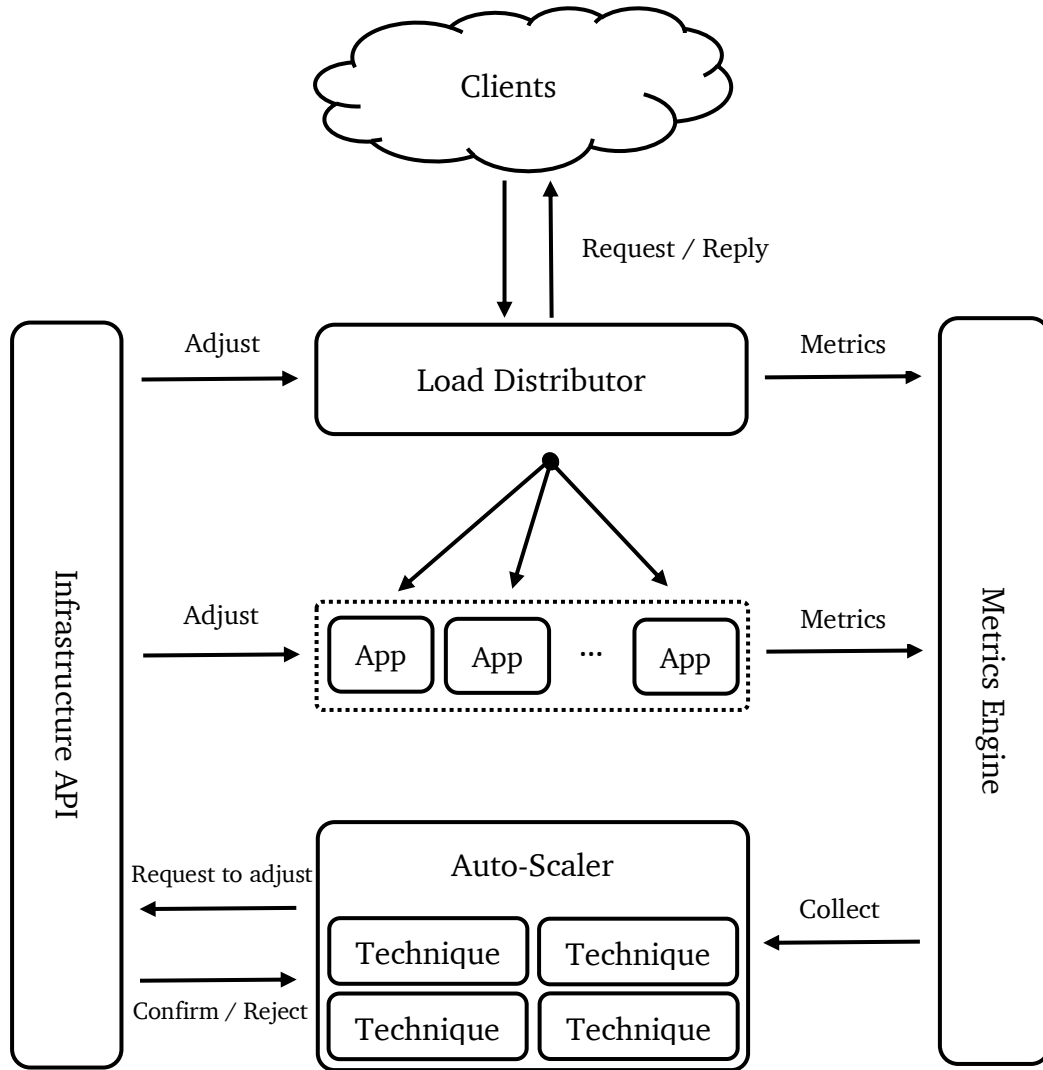 Clients
Request / Reply
Adjust
Load Distributor
Metrics
Infrastructure API
Adjust
App
App
...
App
Metrics
Metrics Engine
Auto-Scaler
Request to adjust
Collect
Technique
Technique
Confirm / Reject
Technique
Technique